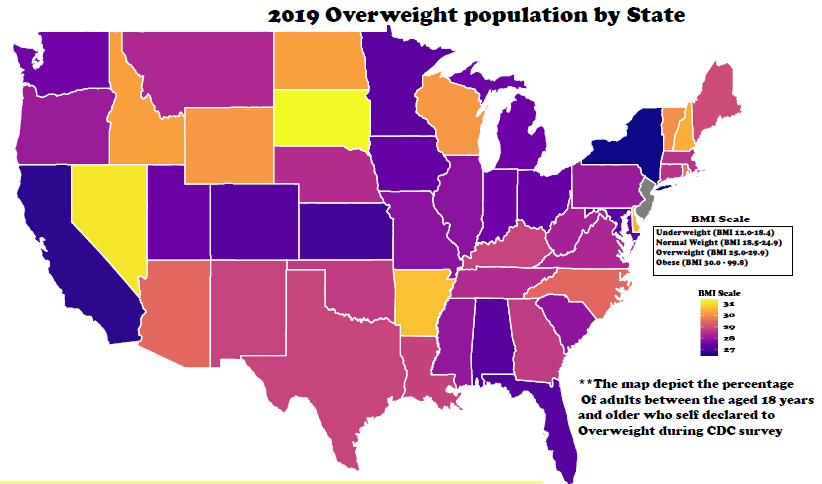 2019 Overweight population by State
BMI Scale
Underweight (BMI 12.0-18.4)
Normal Weight (BMI 18.5-24.9)
Overweight (BMI 25.0-29.9)
Obese (BMI 30.0 - 99.8)
BMI Scale
31
30
29
28
27
**The map depict the percentage
Of adults between the aged 18 years
and older who self declared to
Overweight during CDC survey